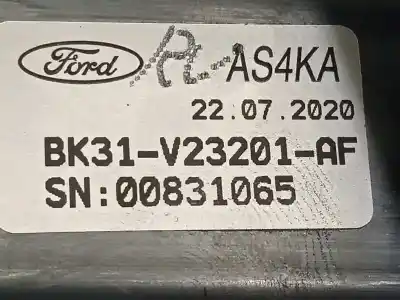 Ford AS4KA
22.07.2020
BK31-V23201-AF
SN:00831065